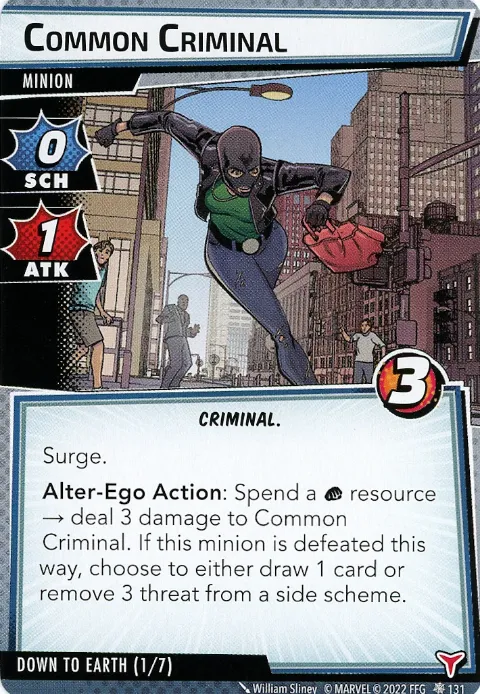 COMMON CRIMINAL
MINION
0
SCH
1
ATK
3
CRIMINAL.
Surge.
Alter-Ego Action: Spend a resource
→ deal 3 damage to Common
Criminal. If this minion is defeated this
way, choose to either draw 1 card or
remove 3 threat from a side scheme.
DOWN TO EARTH (1/7)
William Sliney © MARVEL © 2022 FFG 131